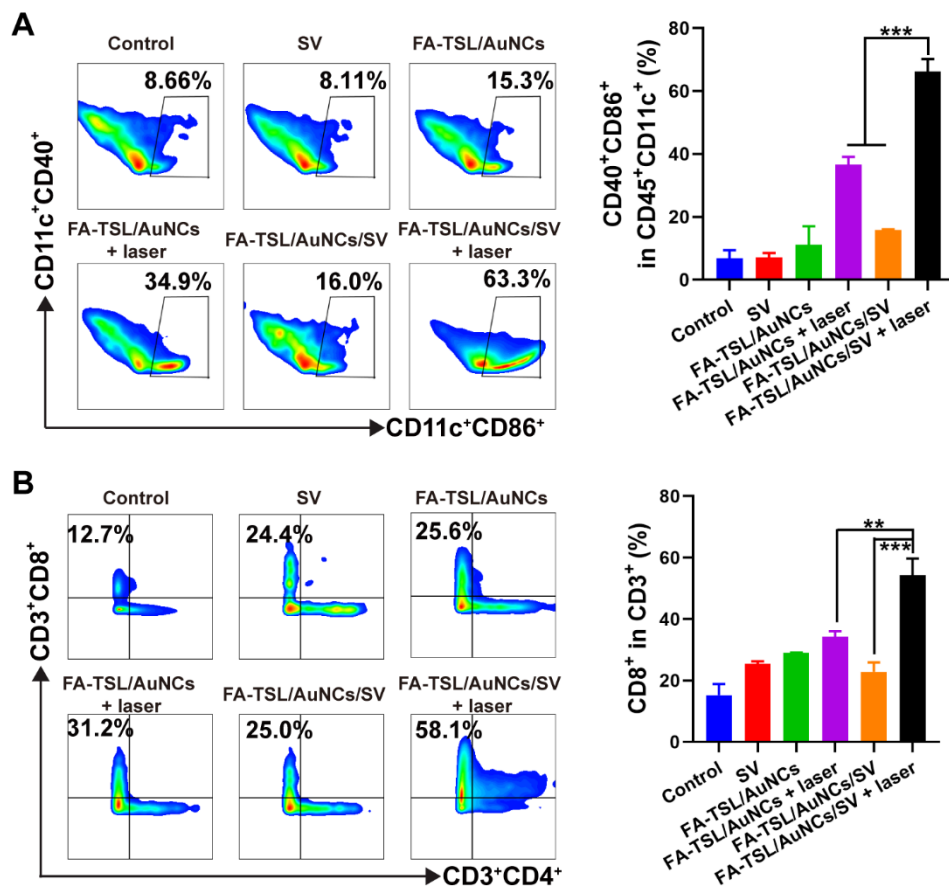 A
Control
SV
FA-TSL/AuNCs
8.66%
8.11%
15.3%
FA-TSL/AuNCs
+ laser
FA-TSL/AuNCs/SV
FA-TSL/AuNCs/SV
+ laser
34.9%
16.0%
63.3%
CD11c⁺CD40⁺
CD11c⁺CD86⁺
CD40⁺CD86⁺
in CD45⁺CD11c⁺ (%)
80
60
40
20
0
***
Control
SV
FA-TSL/AuNCs
FA-TSL/AuNCs + laser
FA-TSL/AuNCs/SV
FA-TSL/AuNCs/SV + laser
B
Control
SV
FA-TSL/AuNCs
12.7%
24.4%
25.6%
FA-TSL/AuNCs
+ laser
FA-TSL/AuNCs/SV
FA-TSL/AuNCs/SV
+ laser
31.2%
25.0%
58.1%
CD3⁺CD8⁺
CD3⁺CD4⁺
CD8⁺ in CD3⁺ (%)
80
60
40
20
0
**
***
Control
SV
FA-TSL/AuNCs
FA-TSL/AuNCs + laser
FA-TSL/AuNCs/SV
FA-TSL/AuNCs/SV + laser